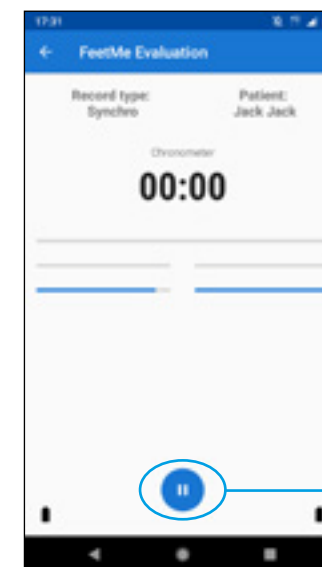 17:31
FeetMe Evaluation
Record type:
Synchro
Patient:
Jack Jack
Chronometer
00:00